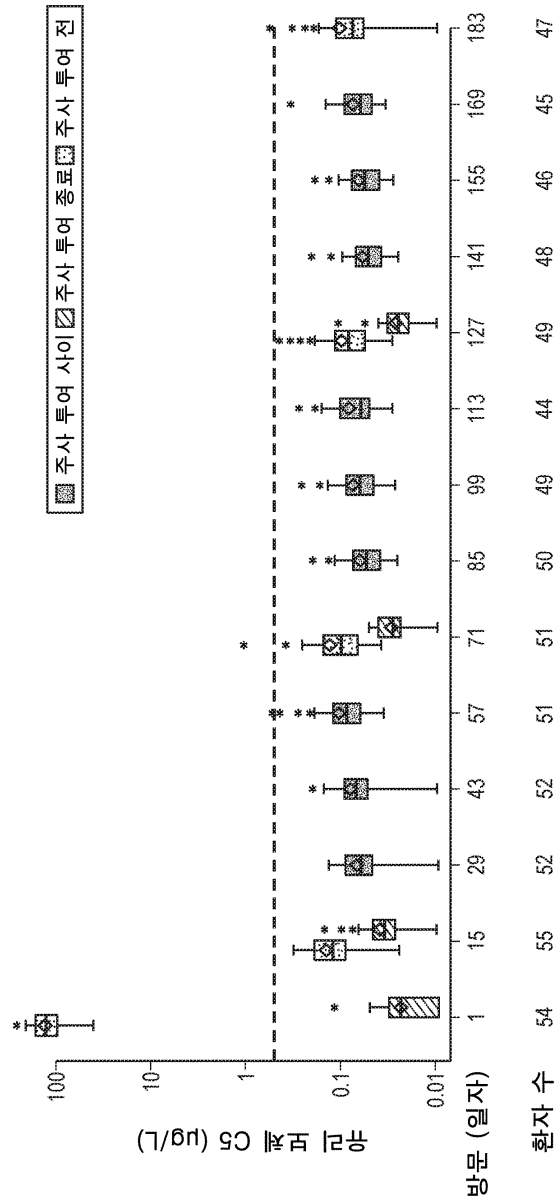 주사 투여 사이 주사 투여 종료 주사 투여 전
유리 보체 C5 (µg/L)
100
10
1
0.1
0.01
방문 (일자) 1 15 29 43 57 71 85 99 113 127 141 155 169 183
환자 수 54 55 52 52 51 51 50 49 44 49 48 46 45 47